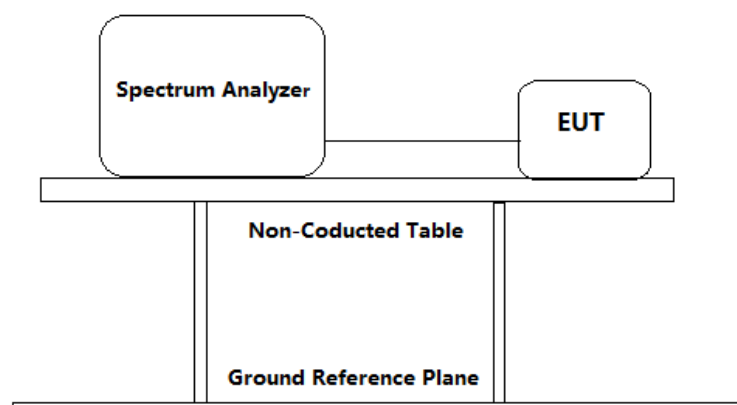 Spectrum Analyzer
EUT
Non-Coducted Table
Ground Reference Plane